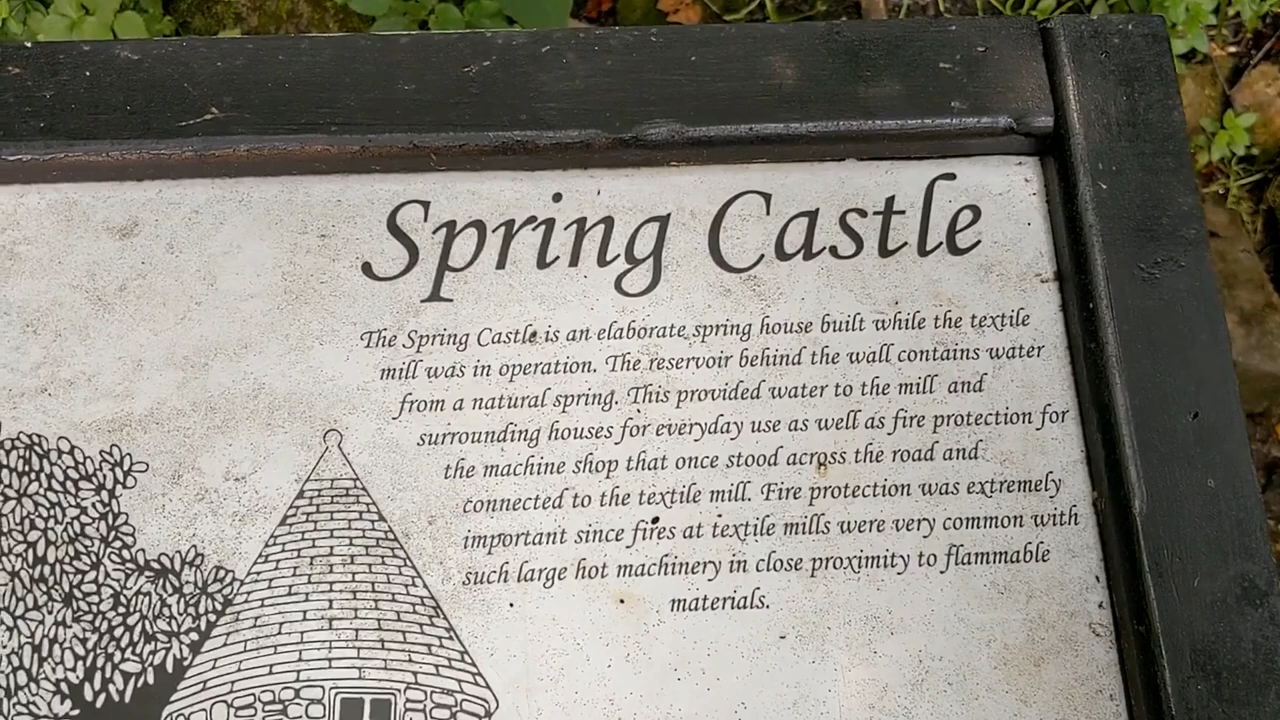 Spring Castle
The Spring Castle is an elaborate spring house built while the textile
mill was in operation. The reservoir behind the wall contains water
from a natural spring. This provided water to the mill and
surrounding houses for everyday use as well as fire protection for
the machine shop that once stood across the road and
connected to the textile mill. Fire protection was extremely
important since fires at textile mills were very common with
such large hot machinery in close proximity to flammable
materials.